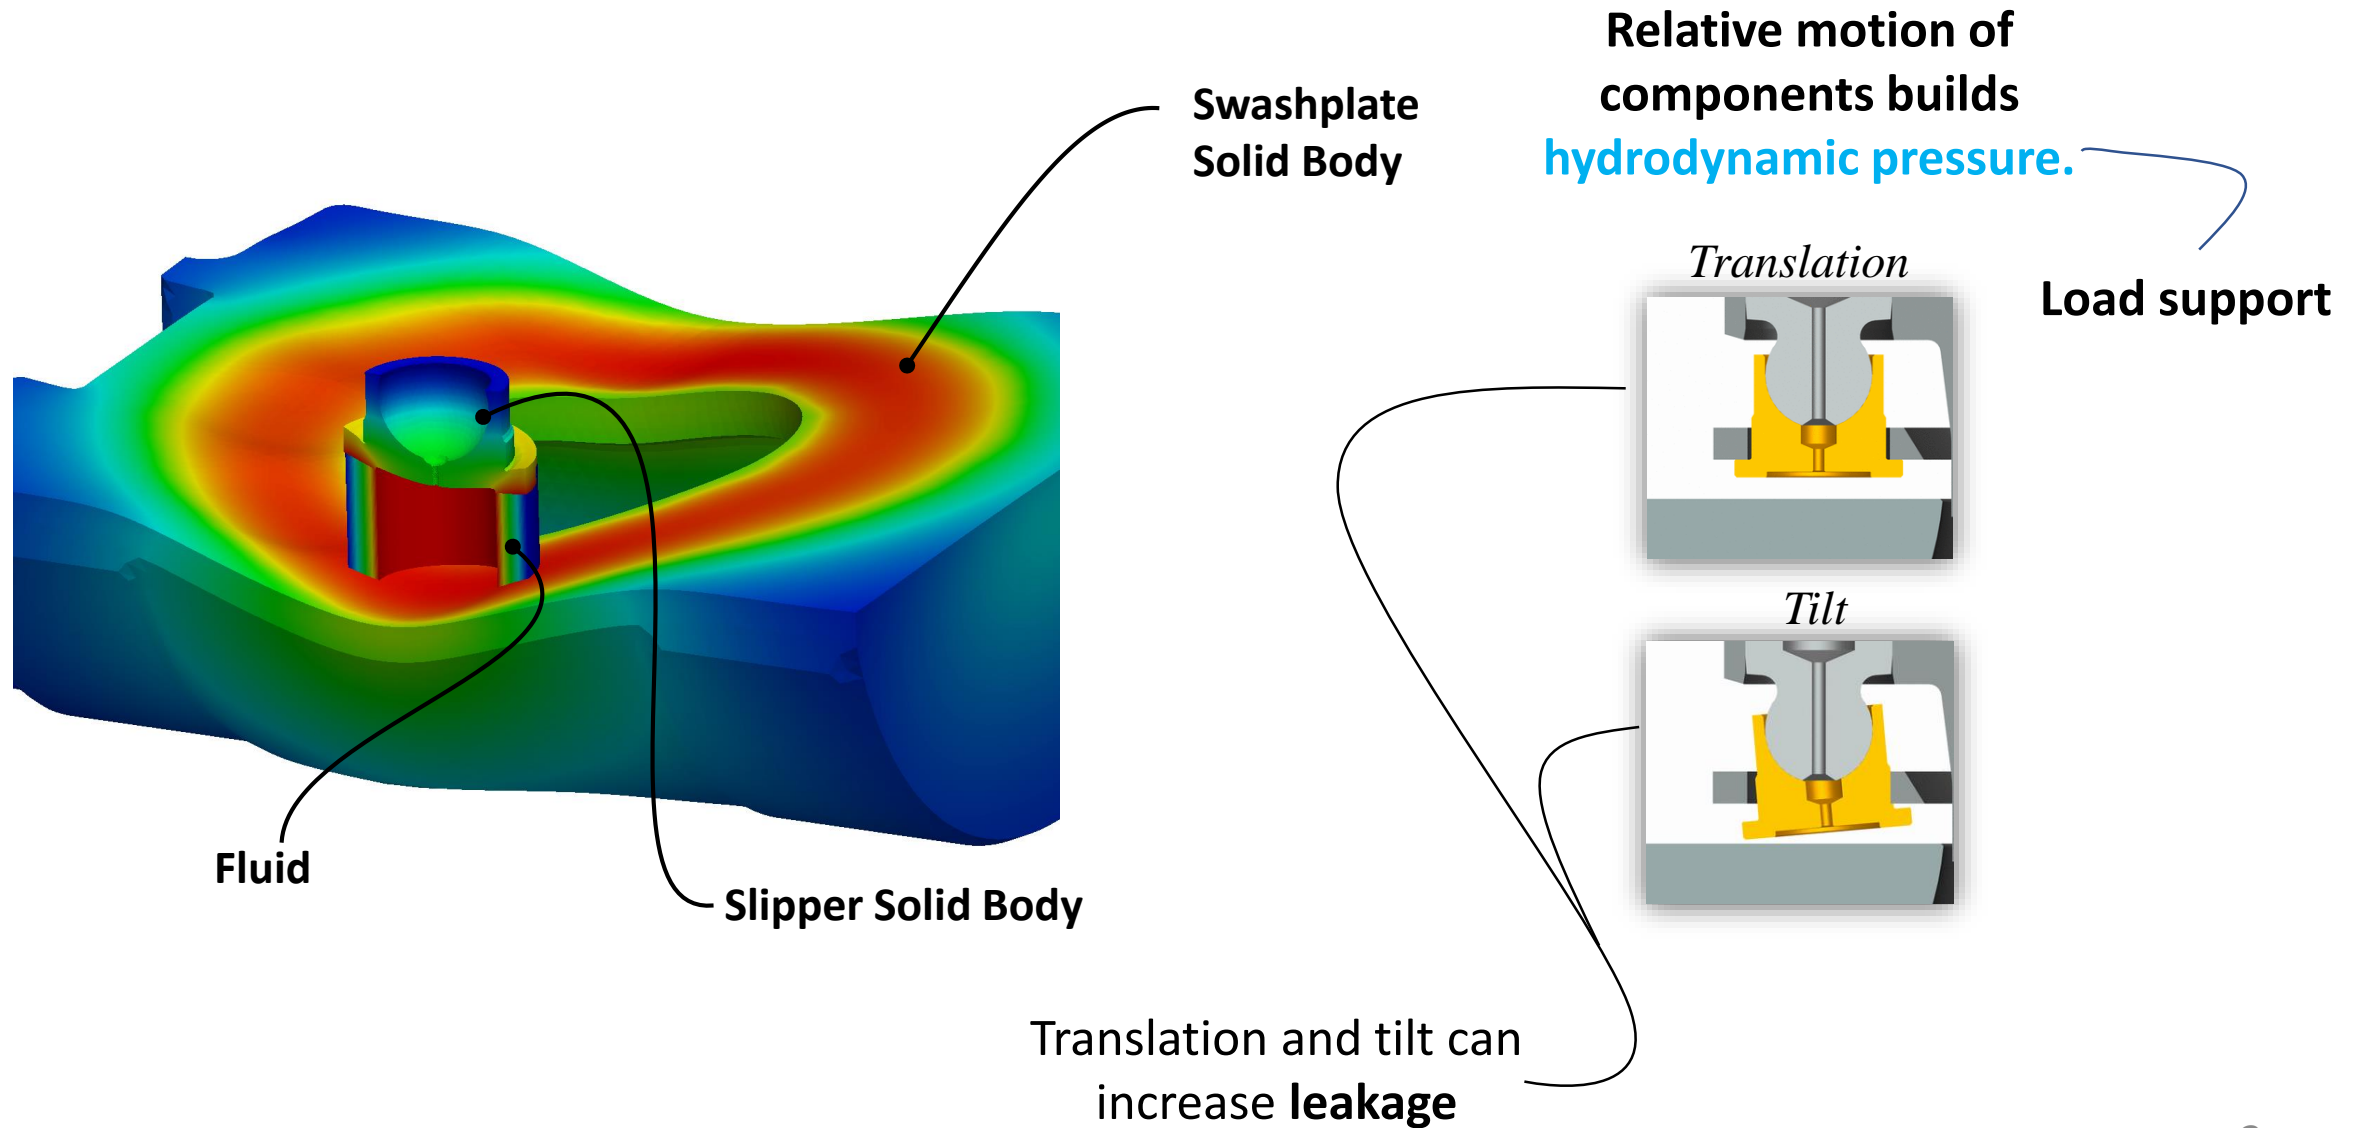 Relative motion of
components builds
hydrodynamic pressure.
Swashplate
Solid Body
Translation
Load support
Tilt
Fluid
Slipper Solid Body
Translation and tilt can
increase leakage